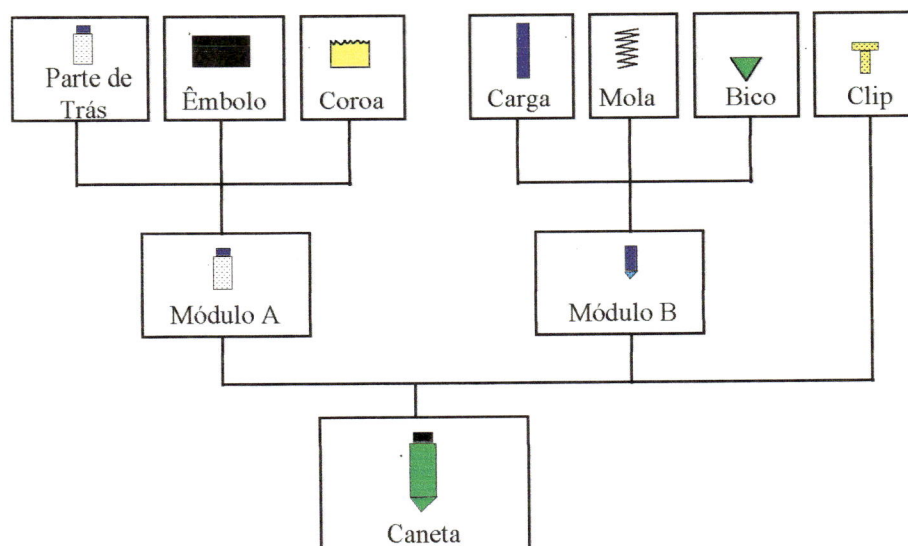 Parte de
Trás
Êmbolo
Coroa
Carga
Mola
Bico
Clip
Módulo A
Módulo B
Caneta